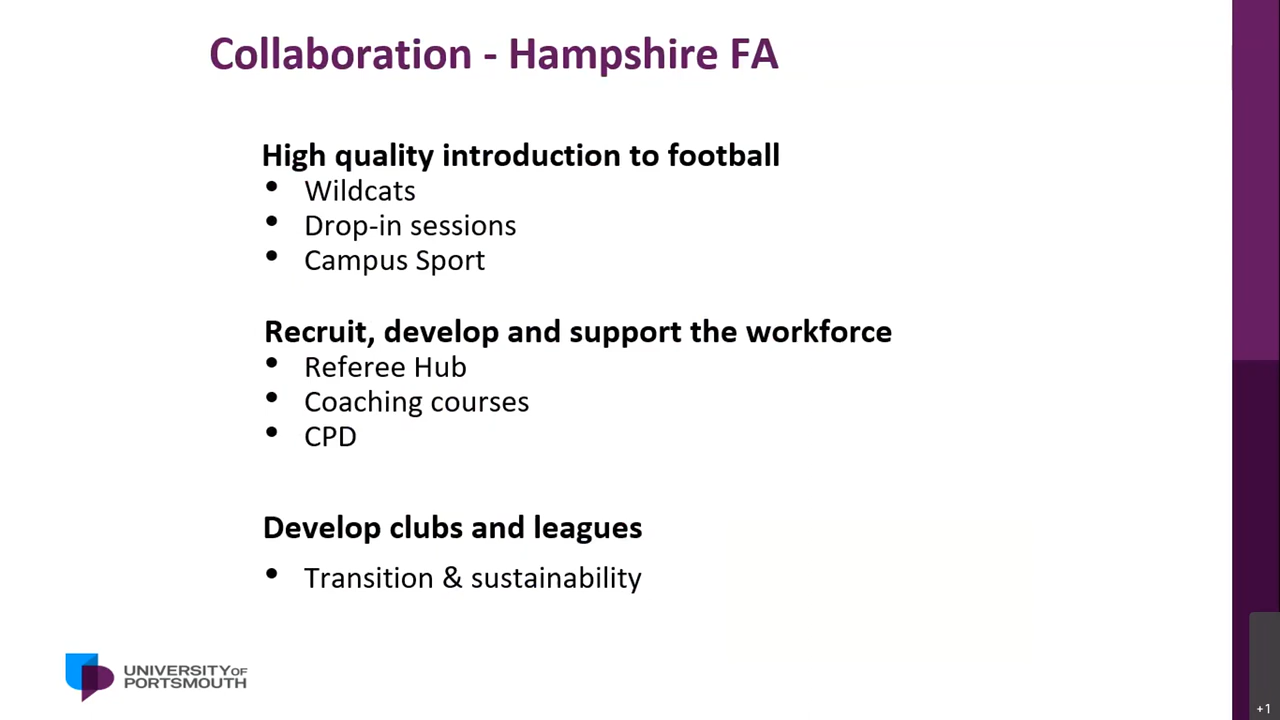 Collaboration - Hampshire FA
High quality introduction to football
• Wildcats
• Drop-in sessions
• Campus Sport
Recruit, develop and support the workforce
• Referee Hub
• Coaching courses
• CPD
Develop clubs and leagues
• Transition & sustainability
UNIVERSITY OF
PORTSMOUTH
+1